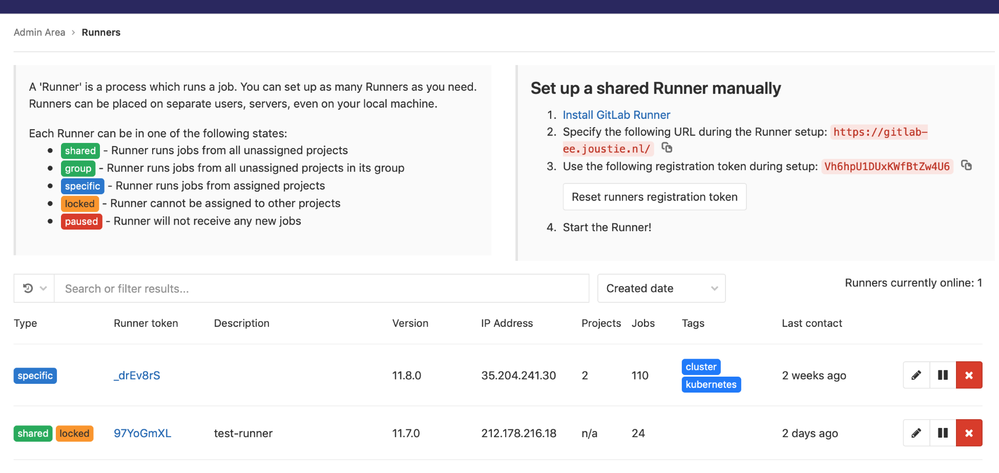 Admin Area › Runners
A 'Runner' is a process which runs a job. You can set up as many Runners as you need.
Runners can be placed on separate users, servers, even on your local machine.
Each Runner can be in one of the following states:
• shared - Runner runs jobs from all unassigned projects
• group - Runner runs jobs from all unassigned projects in its group
• specific - Runner runs jobs from assigned projects
• locked - Runner cannot be assigned to other projects
• paused - Runner will not receive any new jobs
Set up a shared Runner manually
1. Install GitLab Runner
2. Specify the following URL during the Runner setup: https://gitlab-
ee.joustie.nl/
3. Use the following registration token during setup: Vh6hpU1DUxKWfBtZw4U6
Reset runners registration token
4. Start the Runner!
Search or filter results...
Created date
Runners currently online: 1
Type Runner token Description Version IP Address Projects Jobs Tags Last contact
specific _drEv8rS 11.8.0 35.204.241.30 2 110 cluster 2 weeks ago
kubernetes
shared locked 97YoGmXL test-runner 11.7.0 212.178.216.18 n/a 24 2 days ago